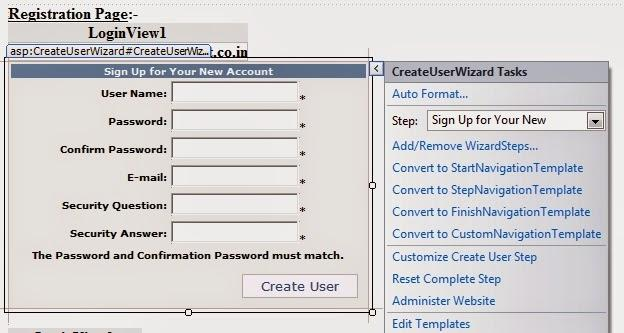 Registration Page:-
LoginView1
asp:CreateUserWizard#CreateUserWiz...
.co.in
Sign Up for Your New Account
User Name: *
Password: *
Confirm Password: *
E-mail: *
Security Question: *
Security Answer: *
The Password and Confirmation Password must match.
Create User
<
CreateUserWizard Tasks
Auto Format...
Step: Sign Up for Your New
Add/Remove WizardSteps...
Convert to StartNavigationTemplate
Convert to StepNavigationTemplate
Convert to FinishNavigationTemplate
Convert to CustomNavigationTemplate
Customize Create User Step
Reset Complete Step
Administer Website
Edit Templates